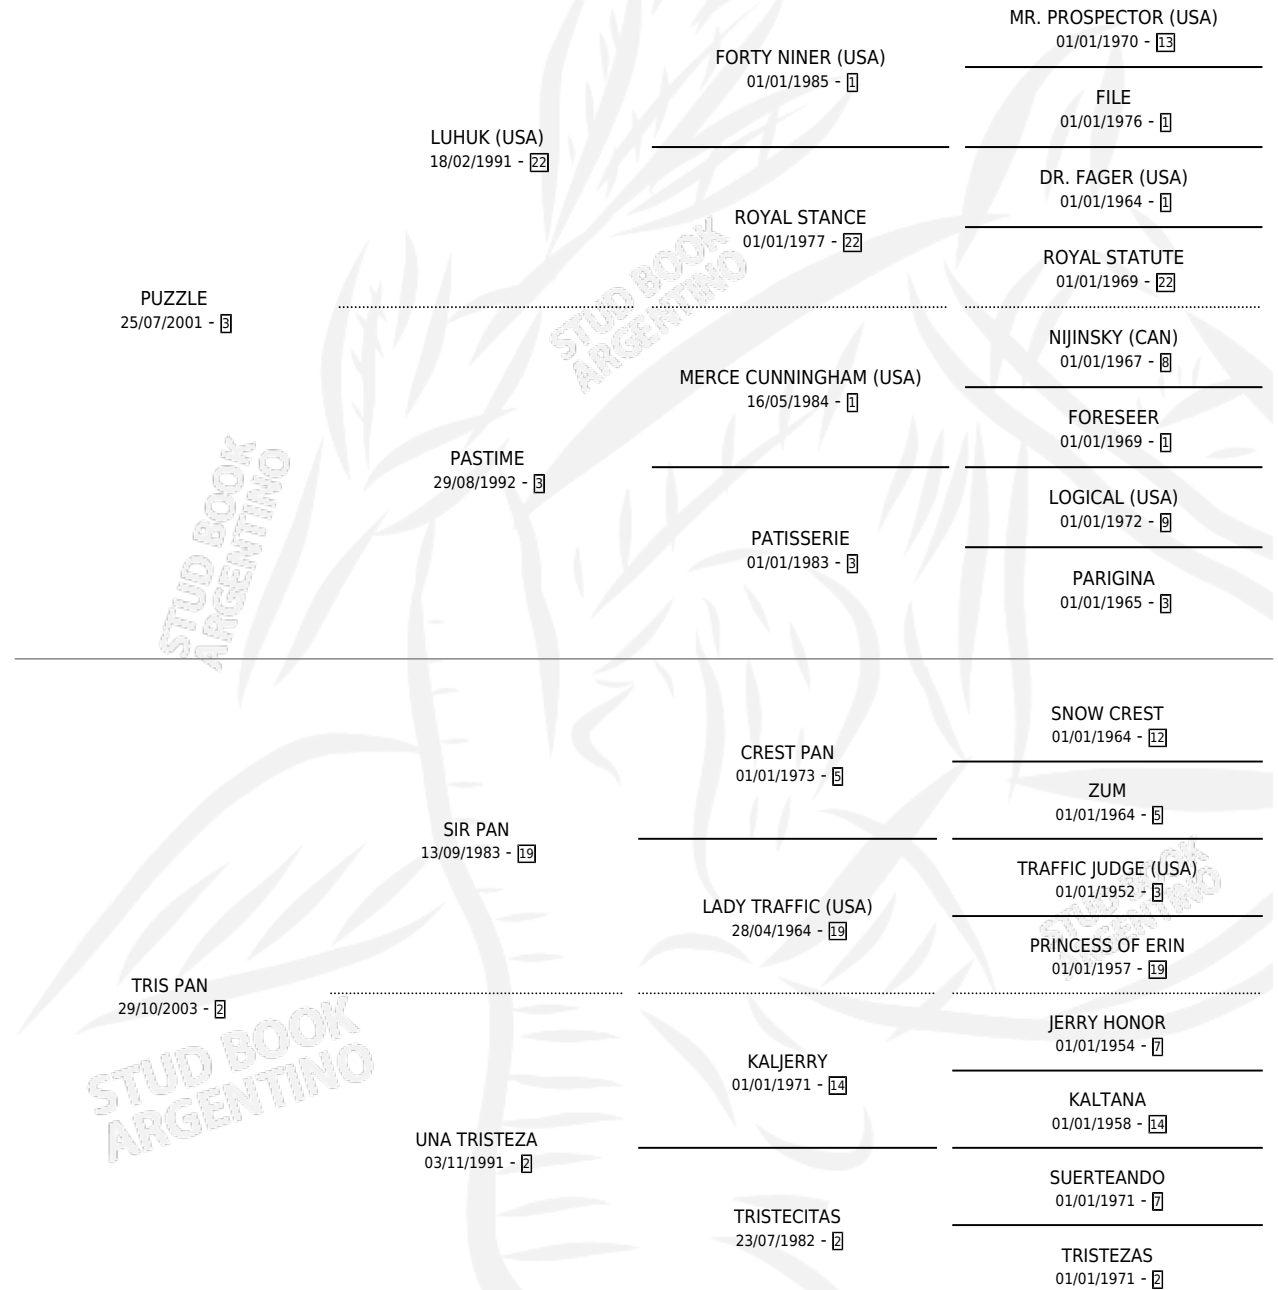 MR. PROSPECTOR (USA)
01/01/1970 - 13
FORTY NINER (USA)
01/01/1985 - 1
FILE
01/01/1976 - 1
LUHUK (USA)
18/02/1991 - 22
DR. FAGER (USA)
01/01/1964 - 1
ROYAL STANCE
01/01/1977 - 22
ROYAL STATUTE
01/01/1969 - 22
PUZZLE
25/07/2001 - 3
NIJINSKY (CAN)
01/01/1967 - 8
MERCE CUNNINGHAM (USA)
16/05/1984 - 1
FORESEER
01/01/1969 - 1
PASTIME
29/08/1992 - 3
LOGICAL (USA)
01/01/1972 - 9
PATISSERIE
01/01/1983 - 3
PARIGINA
01/01/1965 - 3
STUD BOOK
ARGENTINO
STUD BOOK
ARGENTINO
SNOW CREST
01/01/1964 - 12
CREST PAN
01/01/1973 - 5
ZUM
01/01/1964 - 5
SIR PAN
13/09/1983 - 19
TRAFFIC JUDGE (USA)
01/01/1952 - 3
LADY TRAFFIC (USA)
28/04/1964 - 19
PRINCESS OF ERIN
01/01/1957 - 19
STUD BOOK
ARGENTINO
TRIS PAN
29/10/2003 - 2
JERRY HONOR
01/01/1954 - 7
KALJERRY
01/01/1971 - 14
KALTANA
01/01/1958 - 14
STUD BOOK
ARGENTINO
UNA TRISTEZA
03/11/1991 - 2
SUERTEANDO
01/01/1971 - 7
TRISTECITAS
23/07/1982 - 2
TRISTEZAS
01/01/1971 - 2